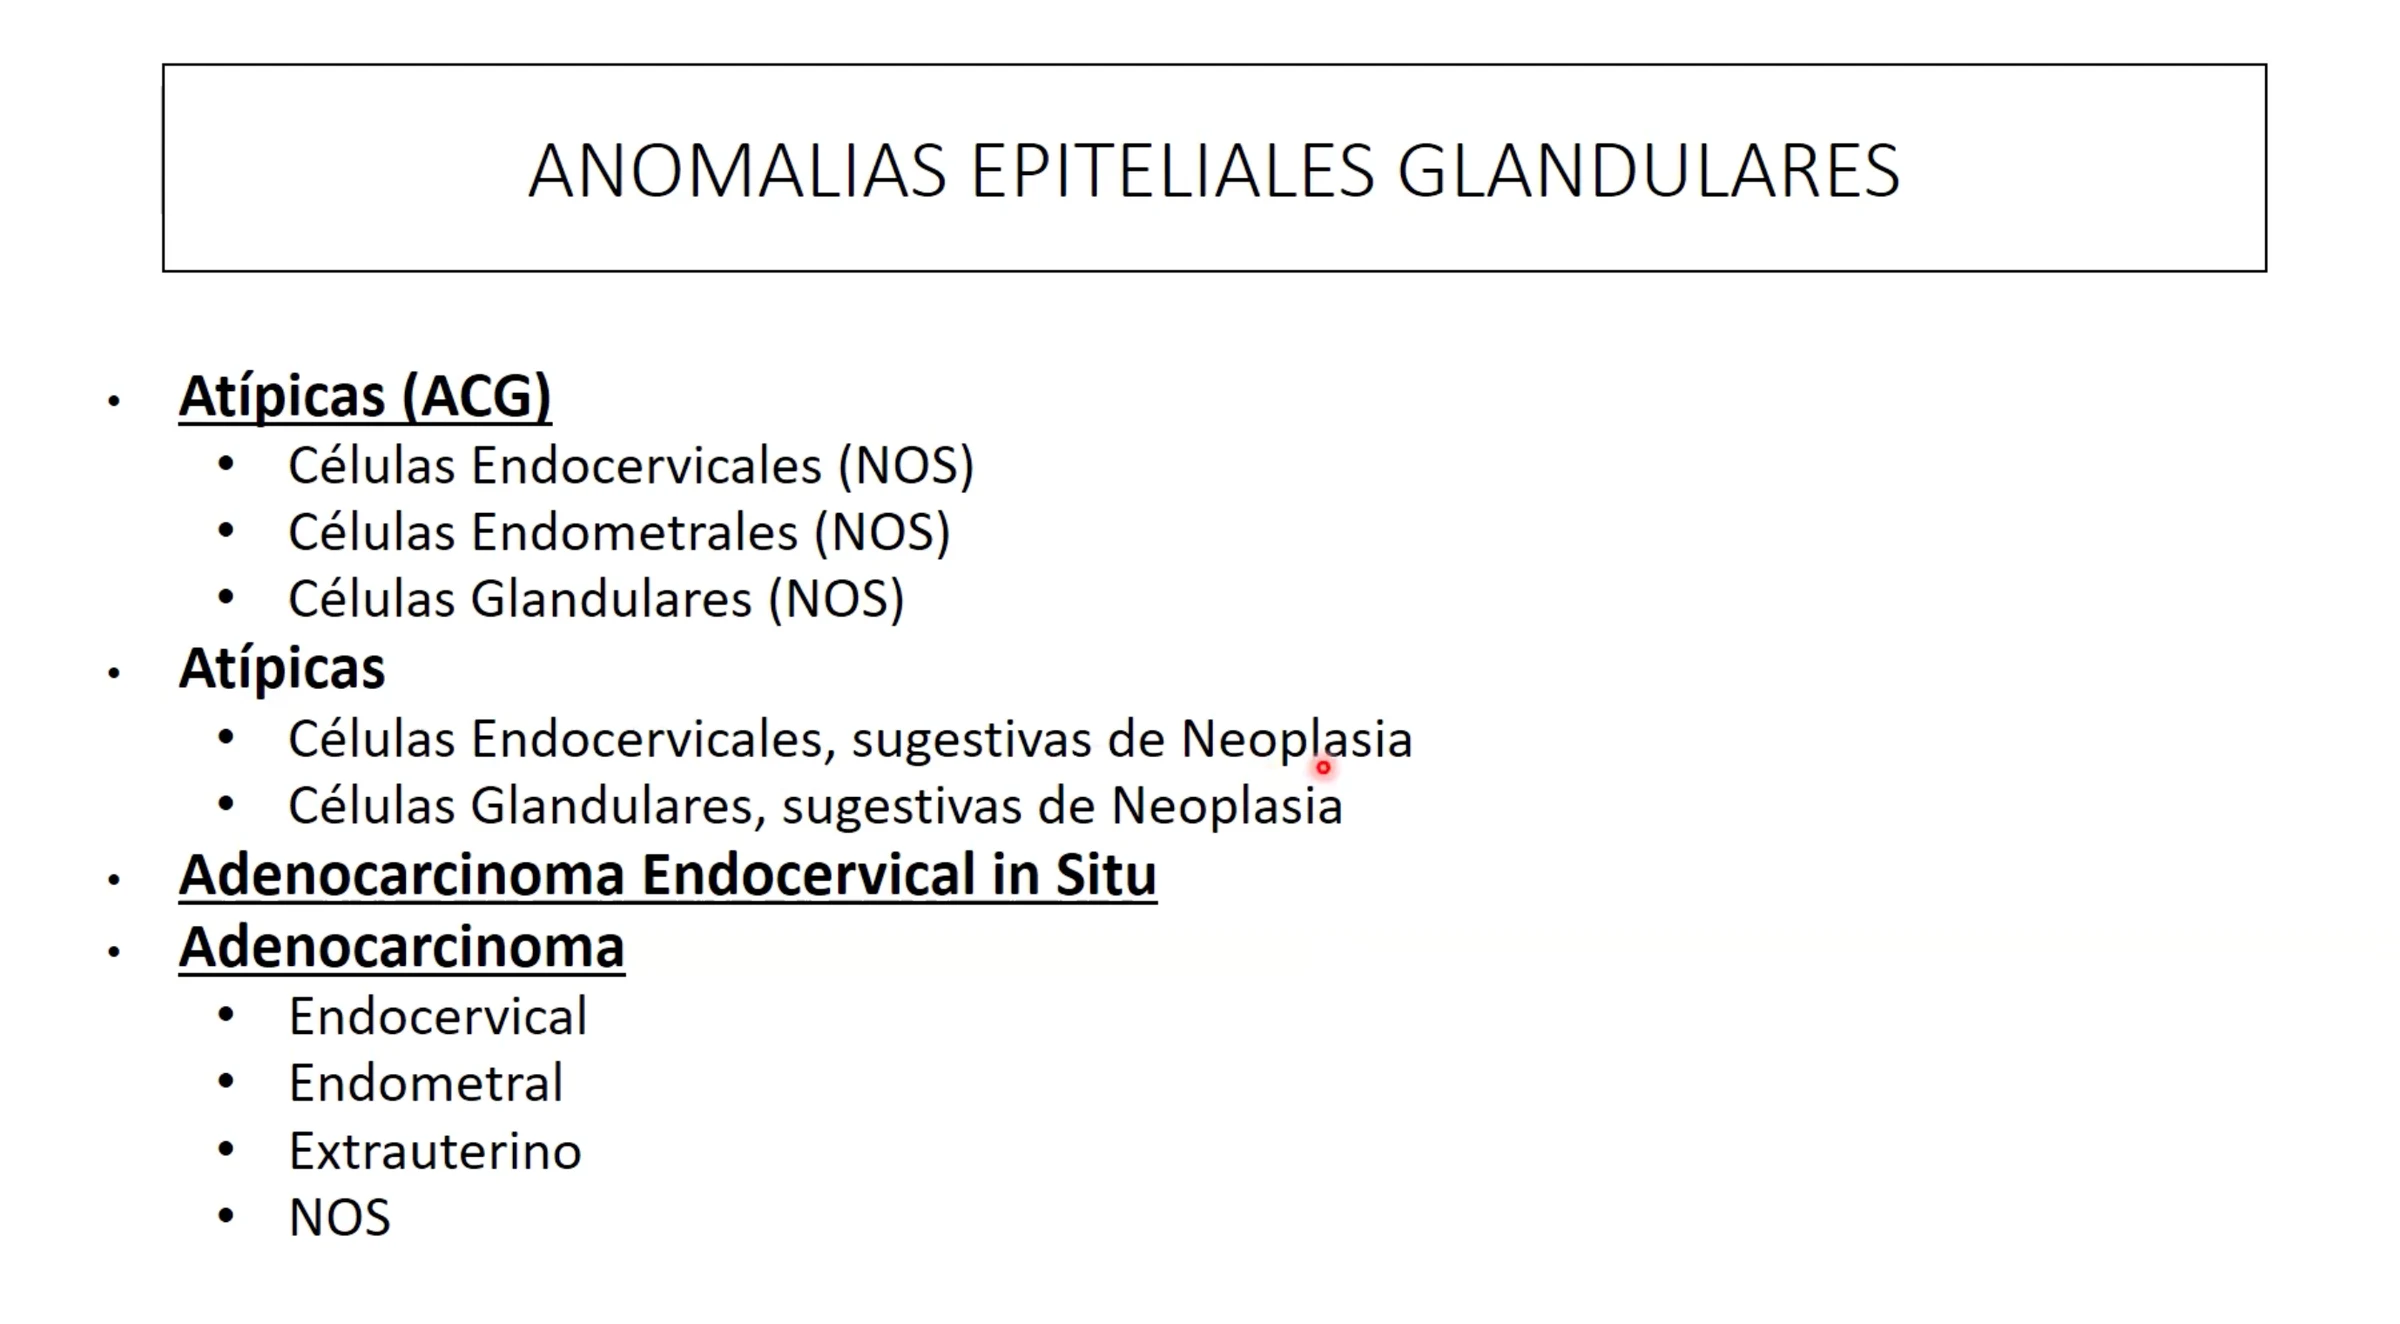 ANOMALIAS EPITELIALES GLANDULARES
• Atípicas (ACG)
• Células Endocervicales (NOS)
• Células Endometrales (NOS)
• Células Glandulares (NOS)
• Atípicas
• Células Endocervicales, sugestivas de Neoplasia
• Células Glandulares, sugestivas de Neoplasia
• Adenocarcinoma Endocervical in Situ
• Adenocarcinoma
• Endocervical
• Endometral
• Extrauterino
• NOS